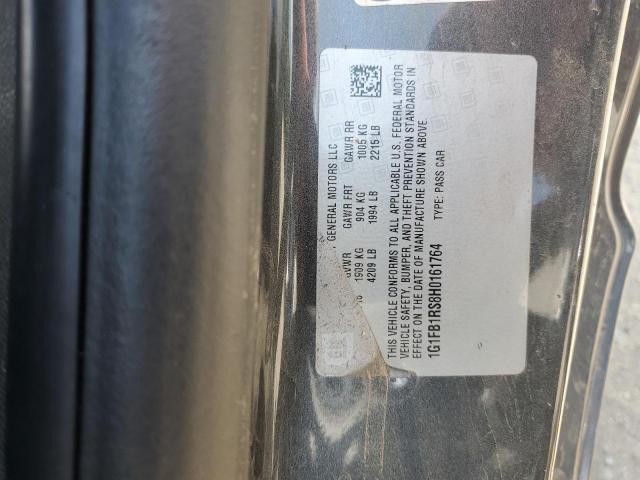 GENERAL MOTORS LLC
GVWR GAWR FRT GAWR RR
1909 KG 904 KG 1005 KG
4209 LB 1994 LB 2215 LB
THIS VEHICLE CONFORMS TO ALL APPLICABLE U.S. FEDERAL MOTOR
VEHICLE SAFETY, BUMPER, AND THEFT PREVENTION STANDARDS IN
EFFECT ON THE DATE OF MANUFACTURE SHOWN ABOVE.
1G1FB1RS8H0161764 TYPE: PASS CAR